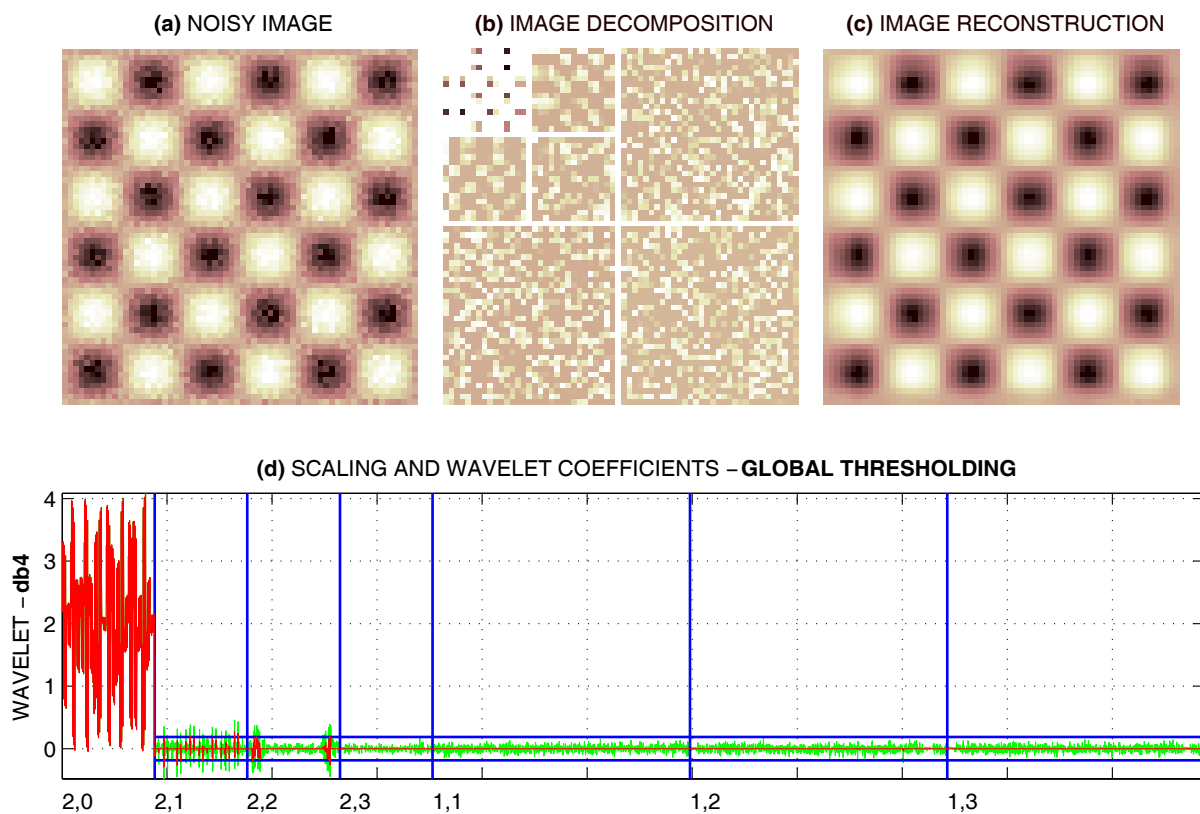 (a) NOISY IMAGE
(b) IMAGE DECOMPOSITION
(c) IMAGE RECONSTRUCTION
(d) SCALING AND WAVELET COEFFICIENTS – GLOBAL THRESHOLDING
WAVELET – db4
4
3
2
1
0
2,0
2,1
2,2
2,3
1,1
1,2
1,3